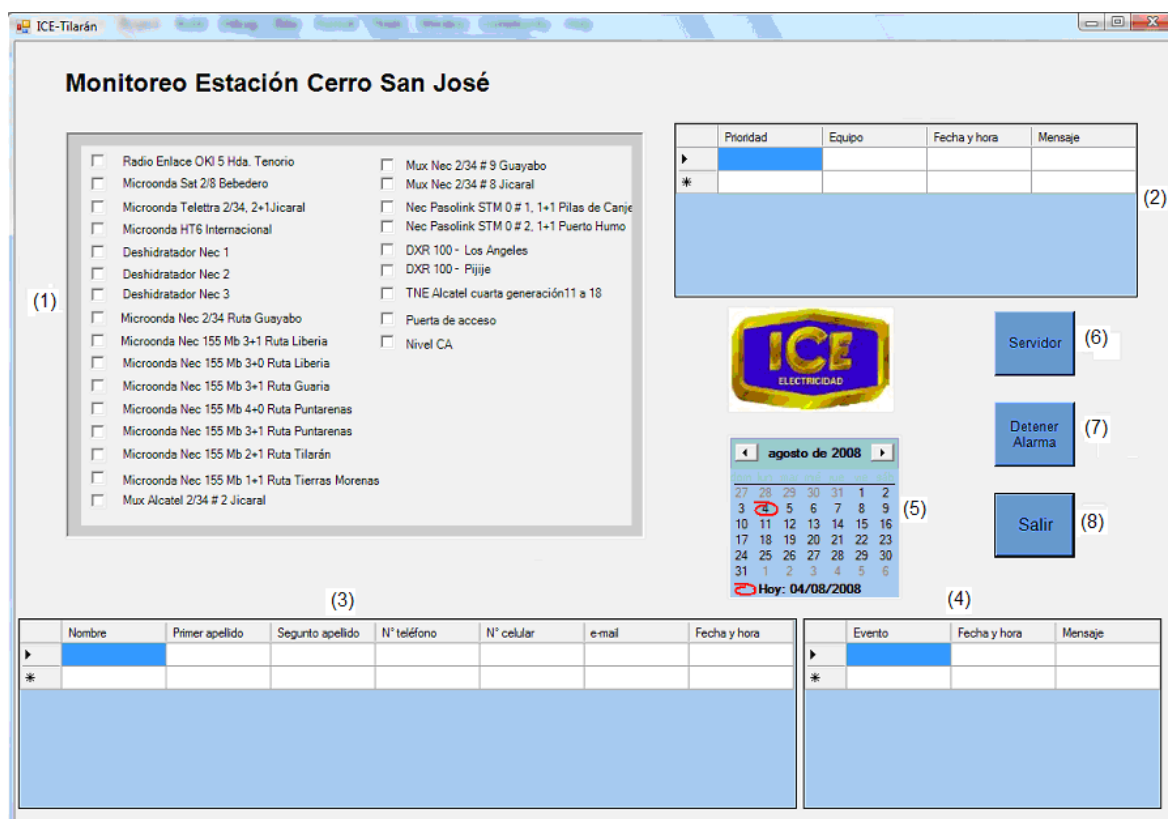 ICE-Tilarán
Monitoreo Estación Cerro San José
(1)
Radio Enlace OKI 5 Hda. Tenorio
Microonda Sat 2/8 Bebedero
Microonda Telettra 2/34, 2+1Jicaral
Microonda HT6 Internacional
Deshidratador Nec 1
Deshidratador Nec 2
Deshidratador Nec 3
Microonda Nec 2/34 Ruta Guayabo
Microonda Nec 155 Mb 3+1 Ruta Liberia
Microonda Nec 155 Mb 3+0 Ruta Liberia
Microonda Nec 155 Mb 3+1 Ruta Guaria
Microonda Nec 155 Mb 4+0 Ruta Puntarenas
Microonda Nec 155 Mb 3+1 Ruta Puntarenas
Microonda Nec 155 Mb 2+1 Ruta Tilarán
Microonda Nec 155 Mb 1+1 Ruta Tierras Morenas
Mux Alcatel 2/34 # 2 Jicaral
Mux Nec 2/34 # 9 Guayabo
Mux Nec 2/34 # 8 Jicaral
Nec Pasolink STM 0 # 1, 1+1 Pilas de Canje
Nec Pasolink STM 0 # 2, 1+1 Puerto Humo
DXR 100 - Los Angeles
DXR 100 - Pijije
TNE Alcatel cuarta generación11 a 18
Puerta de acceso
Nivel CA
Prioridad Equipo Fecha y hora Mensaje
(2)
ICE
ELECTRICIDAD
Servidor (6)
Detener
Alarma
(7)
Salir (8)
agosto de 2008
27 28 29 30 31 1 2
3 4 5 6 7 8 9
10 11 12 13 14 15 16
17 18 19 20 21 22 23
24 25 26 27 28 29 30
31 1 2 3 4 5 6
Hoy: 04/08/2008
(5)
(3)
Nombre Primer apellido Segunto apellido N° teléfono N° celular e-mail Fecha y hora
(4)
Evento Fecha y hora Mensaje